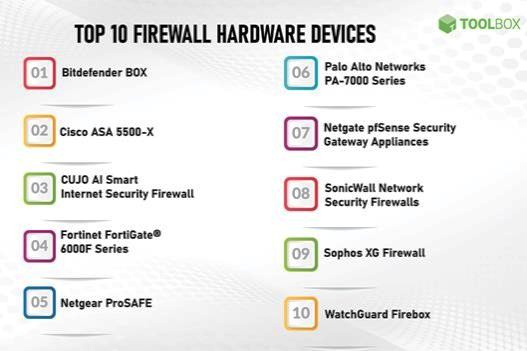 TOP 10 FIREWALL HARDWARE DEVICES
TOOLBOX
01
Bitdefender BOX
02
Cisco ASA 5500-X
03
CUJO AI Smart
Internet Security Firewall
04
Fortinet FortiGate®
6000F Series
05
Netgear ProSAFE
06
Palo Alto Networks
PA-7000 Series
07
Netgate pfSense Security
Gateway Appliances
08
SonicWall Network
Security Firewalls
09
Sophos XG Firewall
10
WatchGuard Firebox